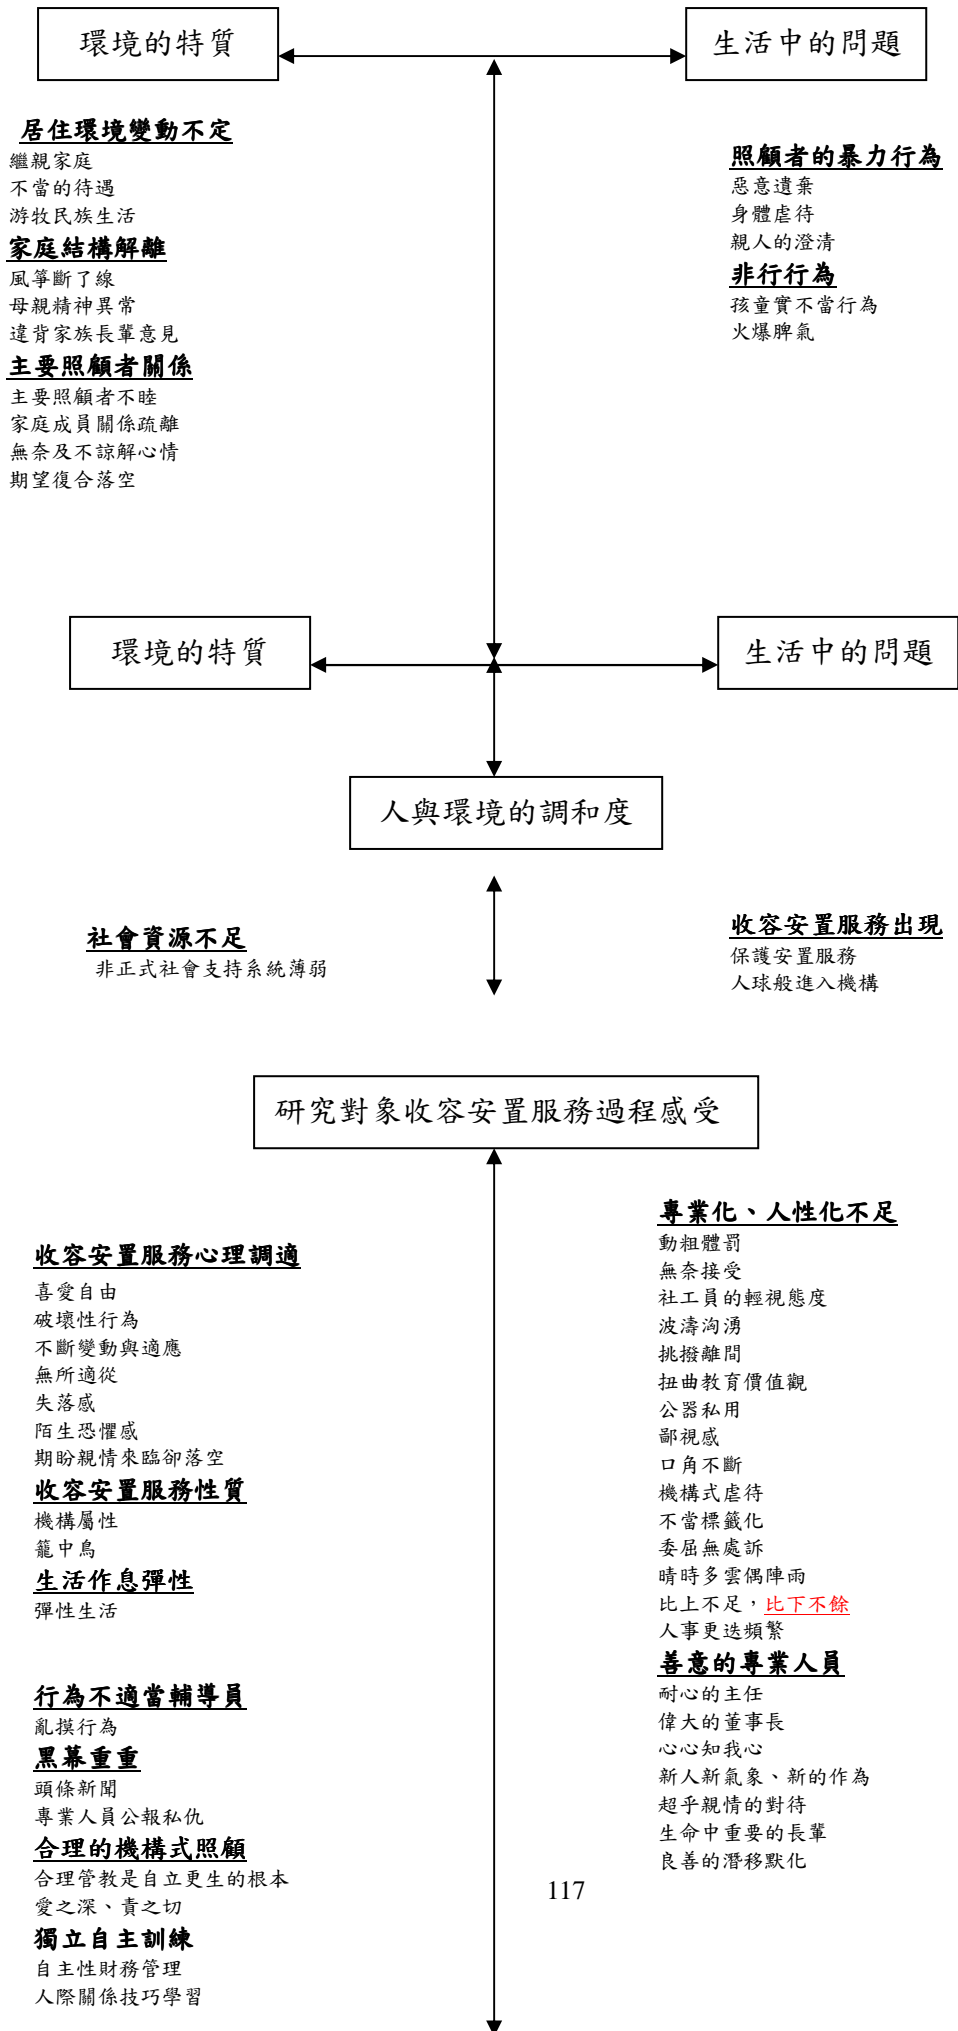 環境的特質
生活中的問題
居住環境變動不定
繼親家庭
不當的待遇
游牧民族生活
家庭結構解離
風箏斷了線
母親精神異常
違背家族長輩意見
主要照顧者關係
主要照顧者不睦
家庭成員關係疏離
無奈及不諒解心情
期望復合落空
照顧者的暴力行為
惡意遺棄
身體虐待
親人的澄清
非行行為
孩童實不當行為
火爆脾氣
環境的特質
生活中的問題
人與環境的調和度
社會資源不足
非正式社會支持系統薄弱
收容安置服務出現
保護安置服務
人球般進入機構
研究對象收容安置服務過程感受
收容安置服務心理調適
喜愛自由
破壞性行為
不斷變動與適應
無所適從
失落感
陌生恐懼感
期盼親情來臨卻落空
收容安置服務性質
機構屬性
籠中鳥
生活作息彈性
彈性生活
行為不適當輔導員
亂摸行為
黑幕重重
頭條新聞
專業人員公報私仇
合理的機構式照顧
合理管教是自立更生的根本
愛之深、責之切
獨立自主訓練
自主性財務管理
人際關係技巧學習
專業化、人性化不足
動粗體罰
無奈接受
社工員的輕視態度
波濤洶湧
挑撥離間
扭曲教育價值觀
公器私用
鄙視感
口角不斷
機構式虐待
不當標籤化
委屈無處訴
晴時多雲偶陣雨
比上不足，比下不餘
人事更迭頻繁
善意的專業人員
耐心的主任
偉大的董事長
心心知我心
新人新氣象、新的作為
超乎親情的對待
生命中重要的長輩
良善的潛移默化
117